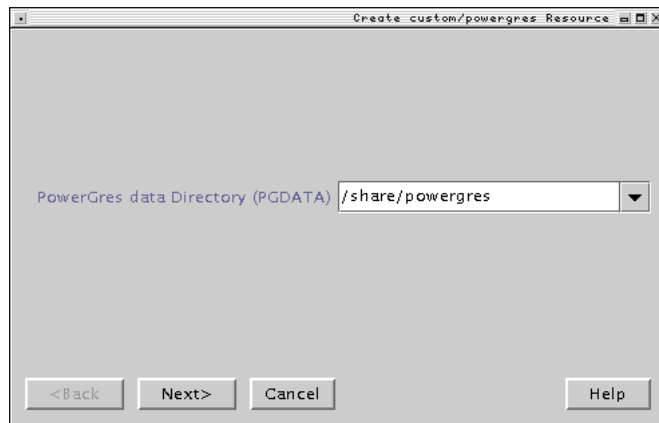 Create custom/powergres Resource
PowerGres data Directory (PGDATA) /share/powergres
<Back Next> Cancel Help